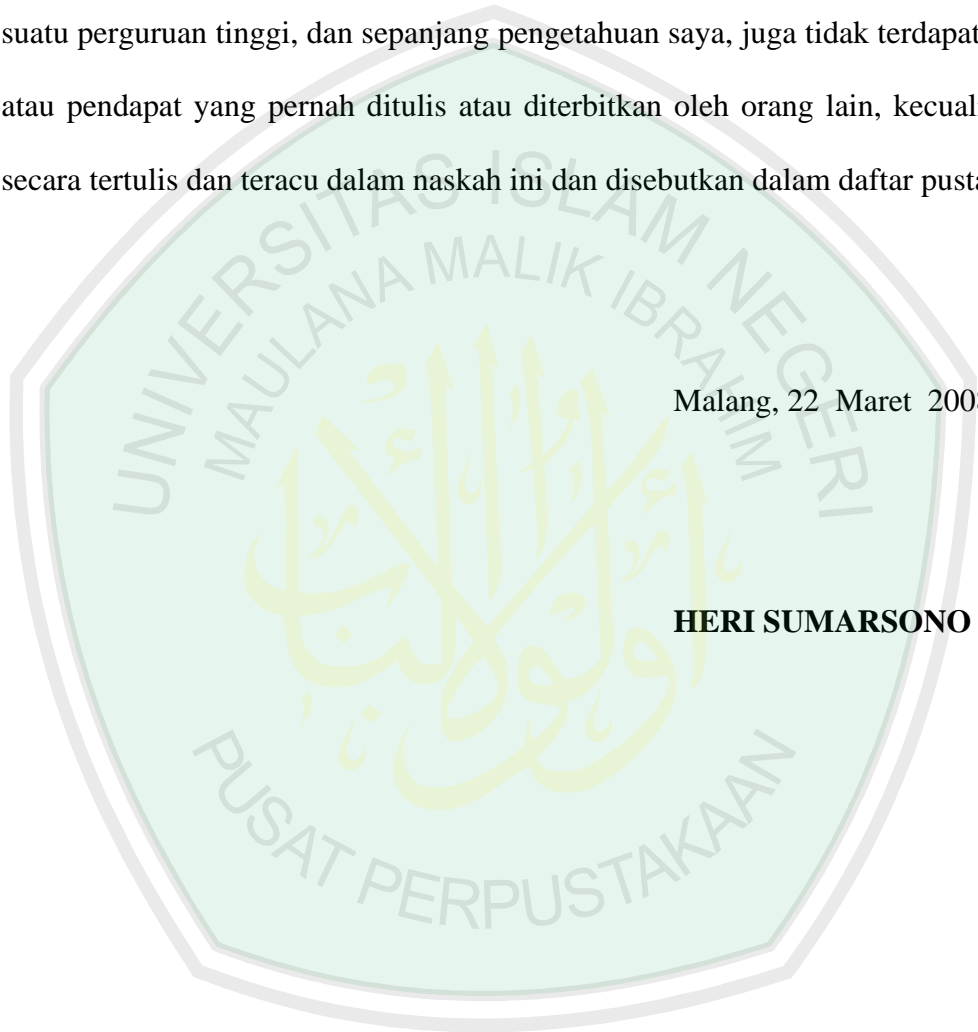 suatu perguruan tinggi, dan sepanjang pengetahuan saya, juga tidak terdapat
atau pendapat yang pernah ditulis atau diterbitkan oleh orang lain, kecual
secara tertulis dan teracu dalam naskah ini dan disebutkan dalam daftar pusta
UNIVERSITAS ISLAM NEGERI
MAULANA MALIK IBRAHIM
Malang, 22 Maret 200
أولو الألباب
HERI SUMARSONO
PUSAT PERPUSTAKAAN